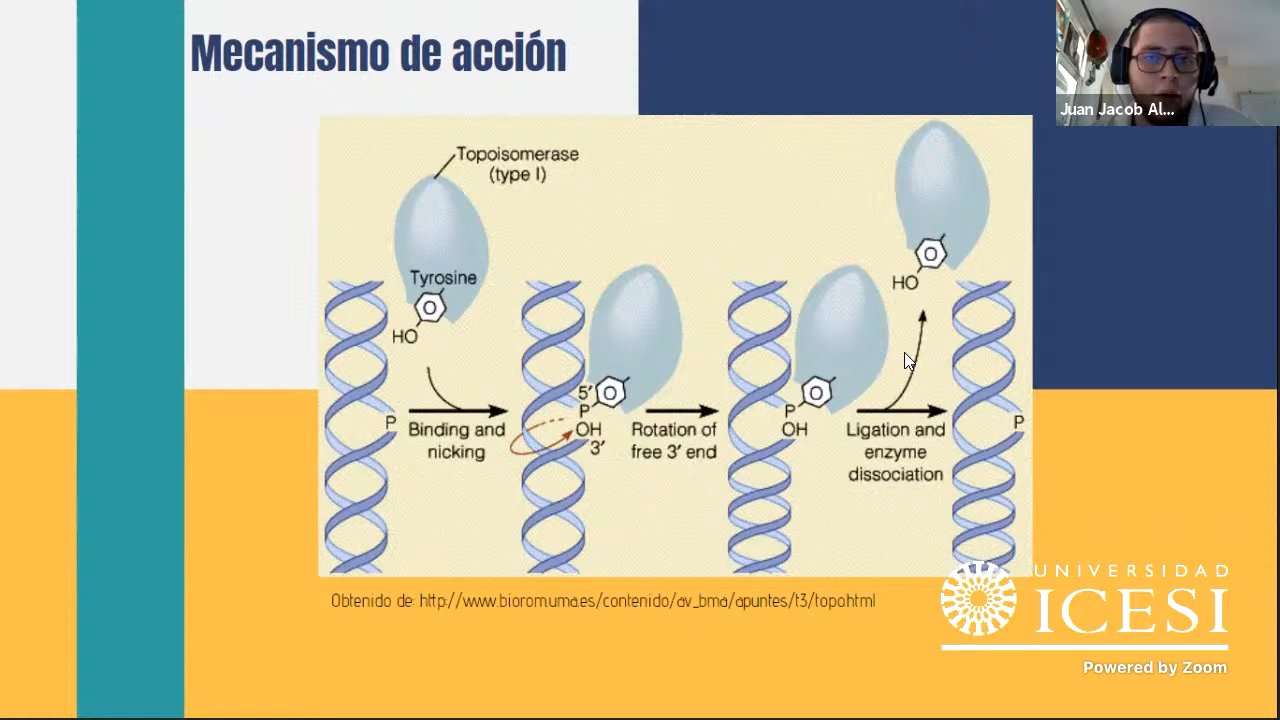 Mecanismo de acción
Juan Jacob Al...
Topoisomerase
(type I)
Tyrosine
HO
HO
5'
P
P
P
P
OH
OH
3'
Binding and
nicking
Rotation of
free 3' end
Ligation and
enzyme
dissociation
Obtenido de: http://www.biorom.uma.es/contenido/av_bma/apuntes/t3/topo.html
UNIVERSIDAD
ICESI
Powered by Zoom